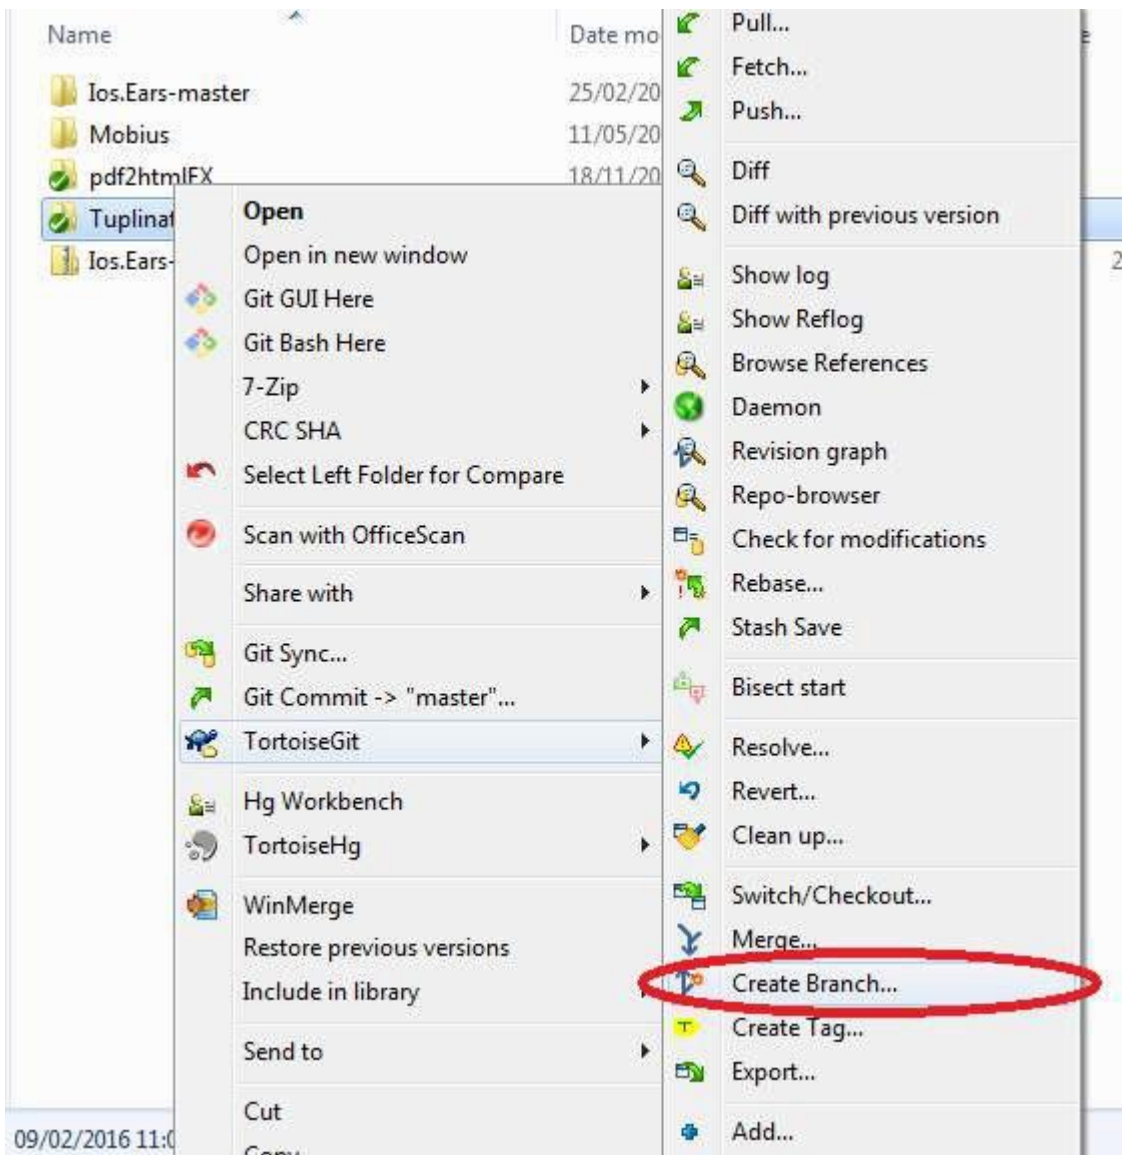 Name
Date mo
Ios.Ears-master
25/02/20
Mobius
11/05/20
pdf2htmlEX
18/11/20
Tuplinat
Ios.Ears-
2
Open
Open in new window
Git GUI Here
Git Bash Here
7-Zip
CRC SHA
Select Left Folder for Compare
Scan with OfficeScan
Share with
Git Sync...
Git Commit -> "master"...
TortoiseGit
Hg Workbench
TortoiseHg
WinMerge
Restore previous versions
Include in library
Send to
Cut
Copy
Pull...
Fetch...
Push...
Diff
Diff with previous version
Show log
Show Reflog
Browse References
Daemon
Revision graph
Repo-browser
Check for modifications
Rebase...
Stash Save
Bisect start
Resolve...
Revert...
Clean up...
Switch/Checkout...
Merge...
Create Branch...
Create Tag...
Export...
Add...
09/02/2016 11:0